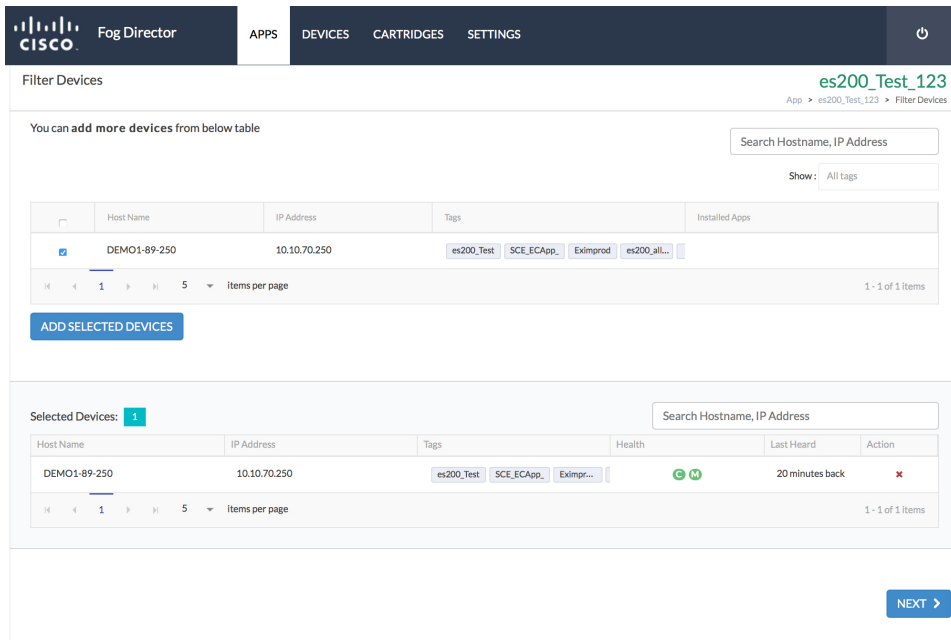 CISCO
Fog Director
APPS DEVICES CARTRIDGES SETTINGS
Filter Devices
es200_Test_123
App > es200_Test_123 > Filter Devices
You can add more devices from below table
Search Hostname, IP Address
Show : All tags
Host Name IP Address Tags Installed Apps
DEMO1-89-250 10.10.70.250 es200_Test SCE_ECApp_ Eximprod es200_all...
1 5 items per page 1 - 1 of 1 items
ADD SELECTED DEVICES
Selected Devices: 1
Search Hostname, IP Address
Host Name IP Address Tags Health Last Heard Action
DEMO1-89-250 10.10.70.250 es200_Test SCE_ECApp_ Eximpr... C M 20 minutes back
1 5 items per page 1 - 1 of 1 items
NEXT